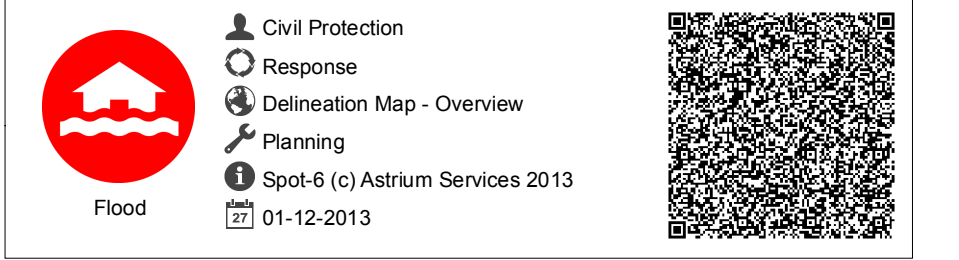 Civil Protection
Response
Delineation Map - Overview
Planning
Spot-6 (c) Astrium Services 2013
27 01-12-2013
Flood